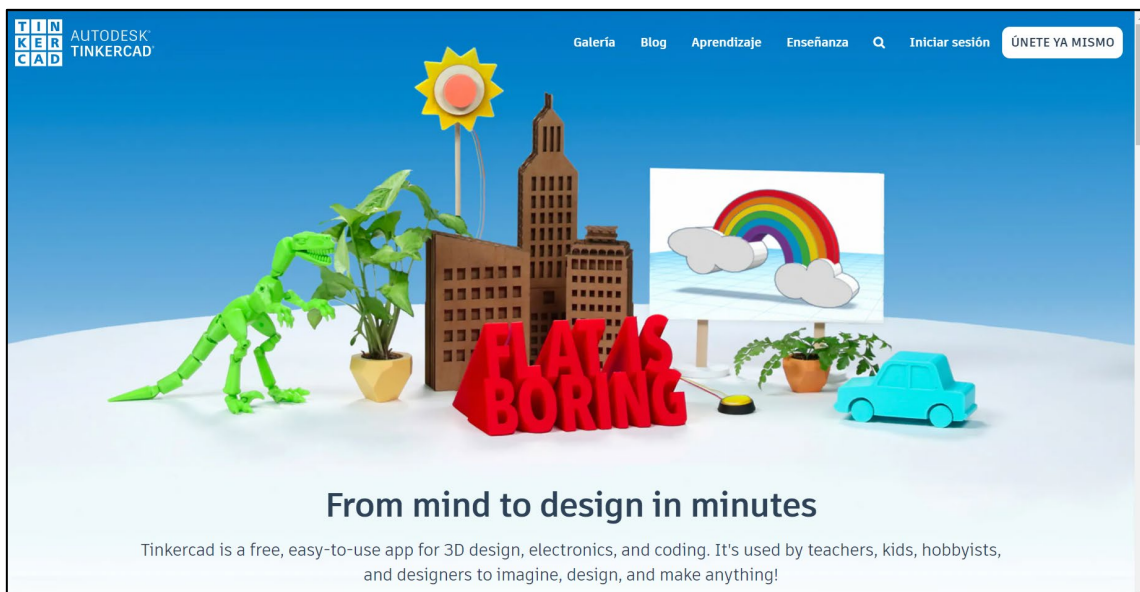 TIN
KER
CAD
AUTODESK®
TINKERCAD®
Galería Blog Aprendizaje Enseñanza Iniciar sesión ÚNETE YA MISMO
FLAT IS
BORING
From mind to design in minutes
Tinkercad is a free, easy-to-use app for 3D design, electronics, and coding. It's used by teachers, kids, hobbyists,
and designers to imagine, design, and make anything!